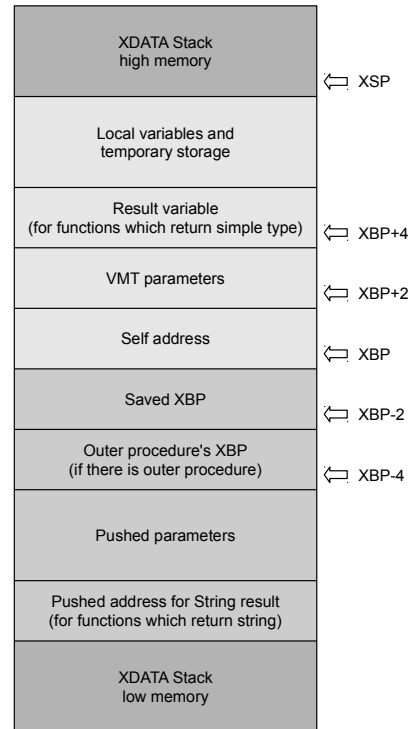 XDATA Stack
high memory
XSP
Local variables and
temporary storage
Result variable
(for functions which return simple type)
XBP+4
VMT parameters
XBP+2
Self address
XBP
Saved XBP
XBP-2
Outer procedure's XBP
(if there is outer procedure)
XBP-4
Pushed parameters
Pushed address for String result
(for functions which return string)
XDATA Stack
low memory